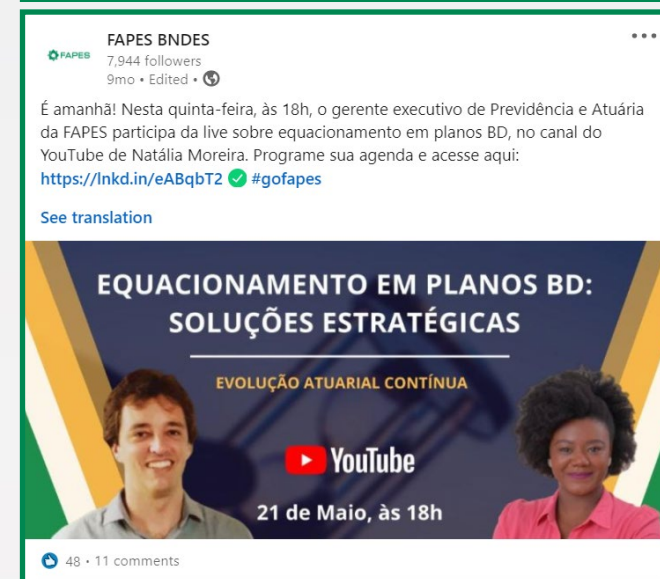 FAPES
FAPES BNDES
7,944 followers
9mo • Edited •
É amanhã! Nesta quinta-feira, às 18h, o gerente executivo de Previdência e Atuária
da FAPES participa da live sobre equacionamento em planos BD, no canal do
YouTube de Natália Moreira. Programe sua agenda e acesse aqui:
https://lnkd.in/eABqbT2 ✅ #gofapes
See translation
EQUACIONAMENTO EM PLANOS BD:
SOLUÇÕES ESTRATÉGICAS
EVOLUÇÃO ATUARIAL CONTÍNUA
YouTube
21 de Maio, às 18h
48 • 11 comments